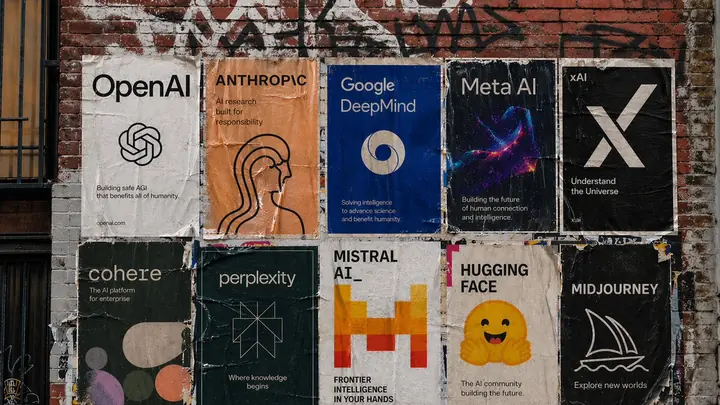 OpenAI
Building safe AGI
that benefits all of humanity.
openai.com
ANTHROP\C
AI research
built for
responsibility
Google
DeepMind
Solving intelligence
to advance science
and benefit humanity.
Meta AI
Building the future
of human connection
and intelligence.
xAI
Understand
the Universe
x.ai
cohere
The AI platform
for enterprise
perplexity
Where knowledge
begins
MISTRAL
AI_
FRONTIER
INTELLIGENCE
IN YOUR HANDS
HUGGING
FACE
The AI community
building the future.
MIDJOURNEY
Explore new worlds